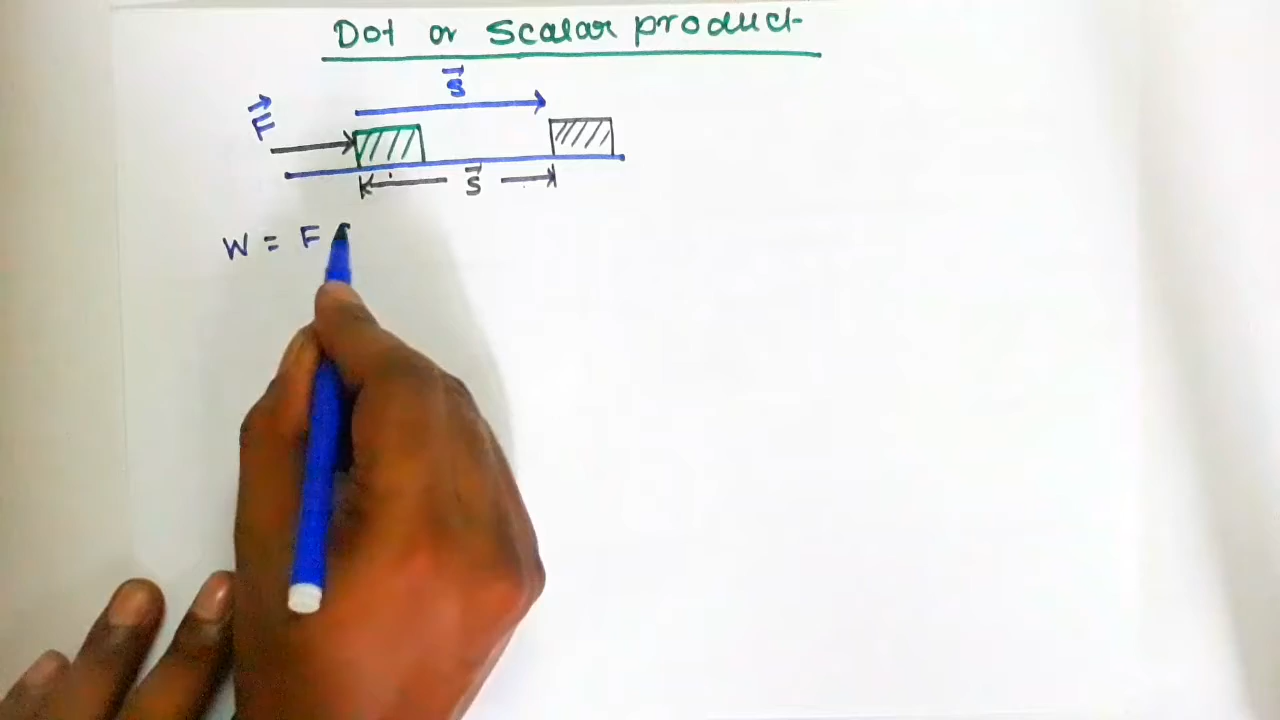 Dot or scalar product
s⃗
F⃗
s⃗
W = F